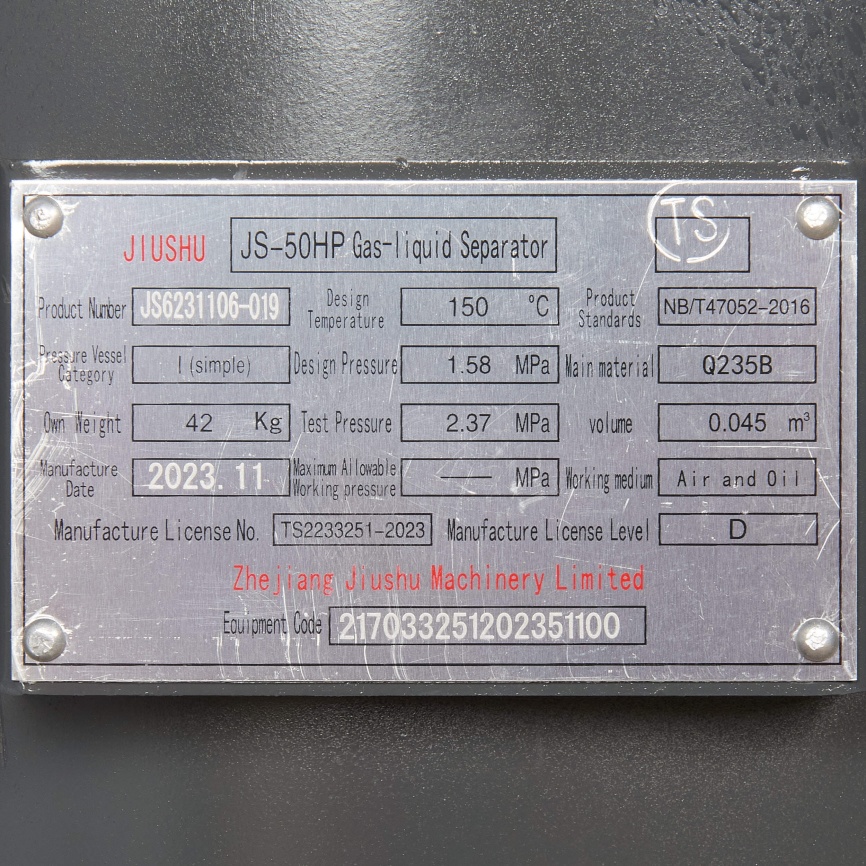 JIUSHU JS-50HP Gas-liquid Separator TS
Product Number JS6231106-019 Design Temperature 150 ℃ Product Standards NB/T47052-2016
Pressure Vessel Category I (simple) Design Pressure 1.58 MPa Main material Q235B
Own Weight 42 Kg Test Pressure 2.37 MPa volume 0.045 m³
Manufacture Date 2023.11 Maximum Allowable Working pressure —— MPa Working medium Air and Oil
Manufacture License No. TS2233251-2023 Manufacture License Level D
Zhejiang Jiushu Machinery Limited
Equipment Code 217033251202351100